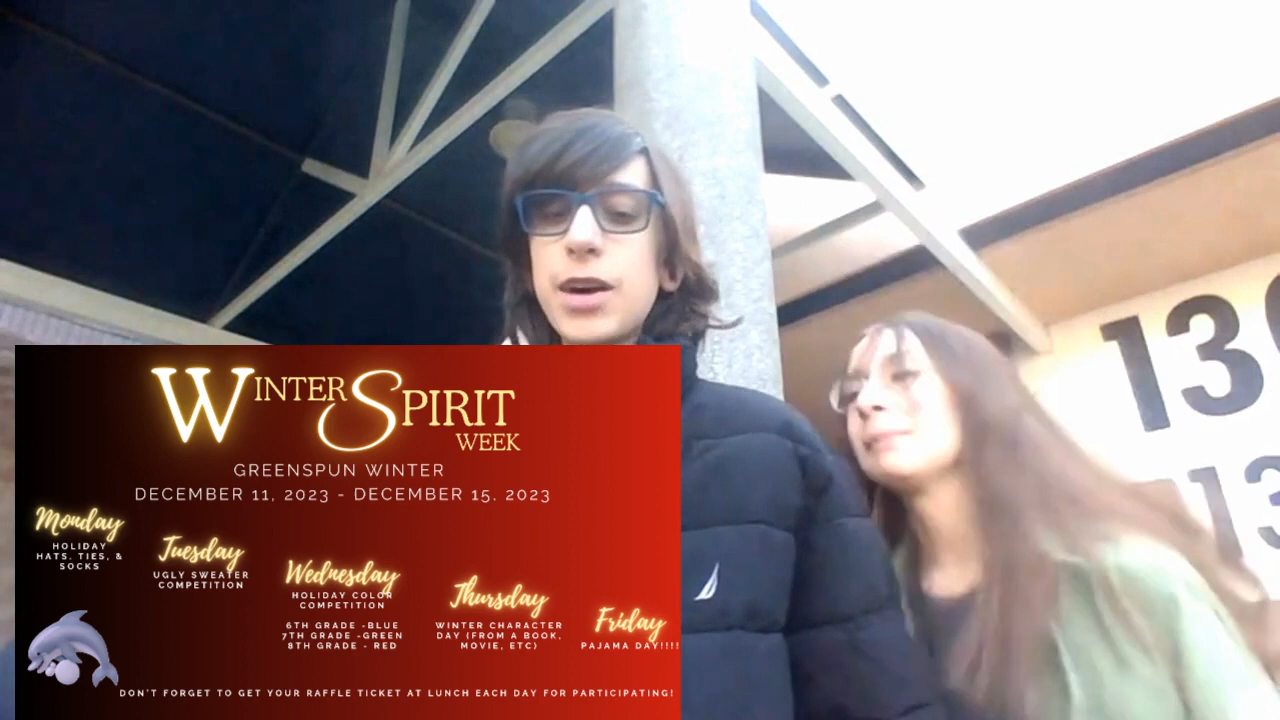 WINTER SPIRIT
WEEK
GREENSPUN WINTER
DECEMBER 11, 2023 - DECEMBER 15, 2023
Monday
HOLIDAY
HATS, TIES, &
SOCKS
Tuesday
UGLY SWEATER
COMPETITION
Wednesday
HOLIDAY COLOR
COMPETITION
6TH GRADE -BLUE
7TH GRADE -GREEN
8TH GRADE - RED
Thursday
WINTER CHARACTER
DAY (FROM A BOOK,
MOVIE, ETC)
Friday
PAJAMA DAY!!!!
DON'T FORGET TO GET YOUR RAFFLE TICKET AT LUNCH EACH DAY FOR PARTICIPATING!
13
13